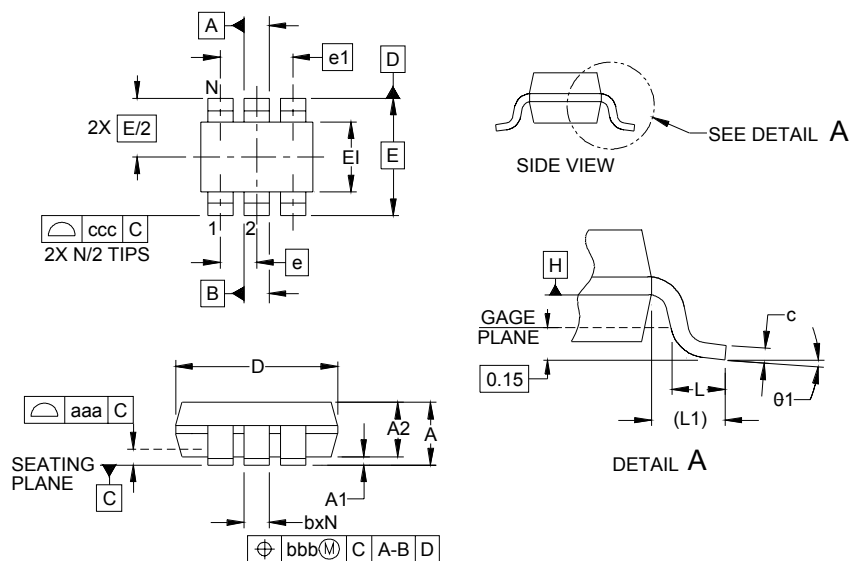 A
e1
D
N
2X E/2
EI
E
ccc C
1
2
2X N/2 TIPS
e
B
SEE DETAIL A
SIDE VIEW
H
GAGE
PLANE
c
0.15
L
(L1)
θ1
DETAIL A
D
aaa C
A2
A
SEATING
PLANE
C
A1
bxN
⌖ bbbⓂ C A-B D